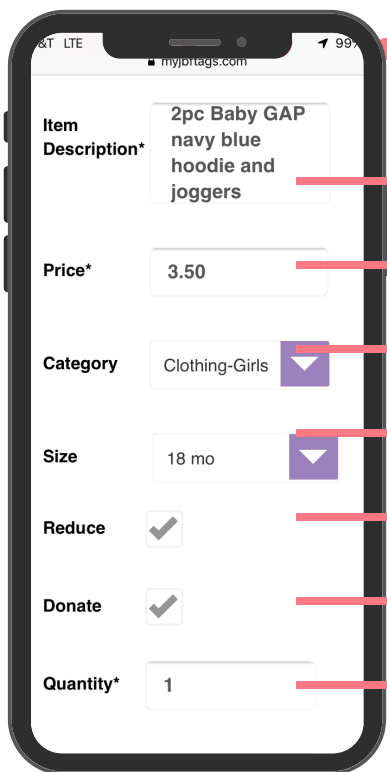 &T LTE 99%
myjbftags.com
Item
Description*
2pc Baby GAP
navy blue
hoodie and
joggers
Price*
3.50
Category
Clothing-Girls
Size
18 mo
Reduce
Donate
Quantity*
1